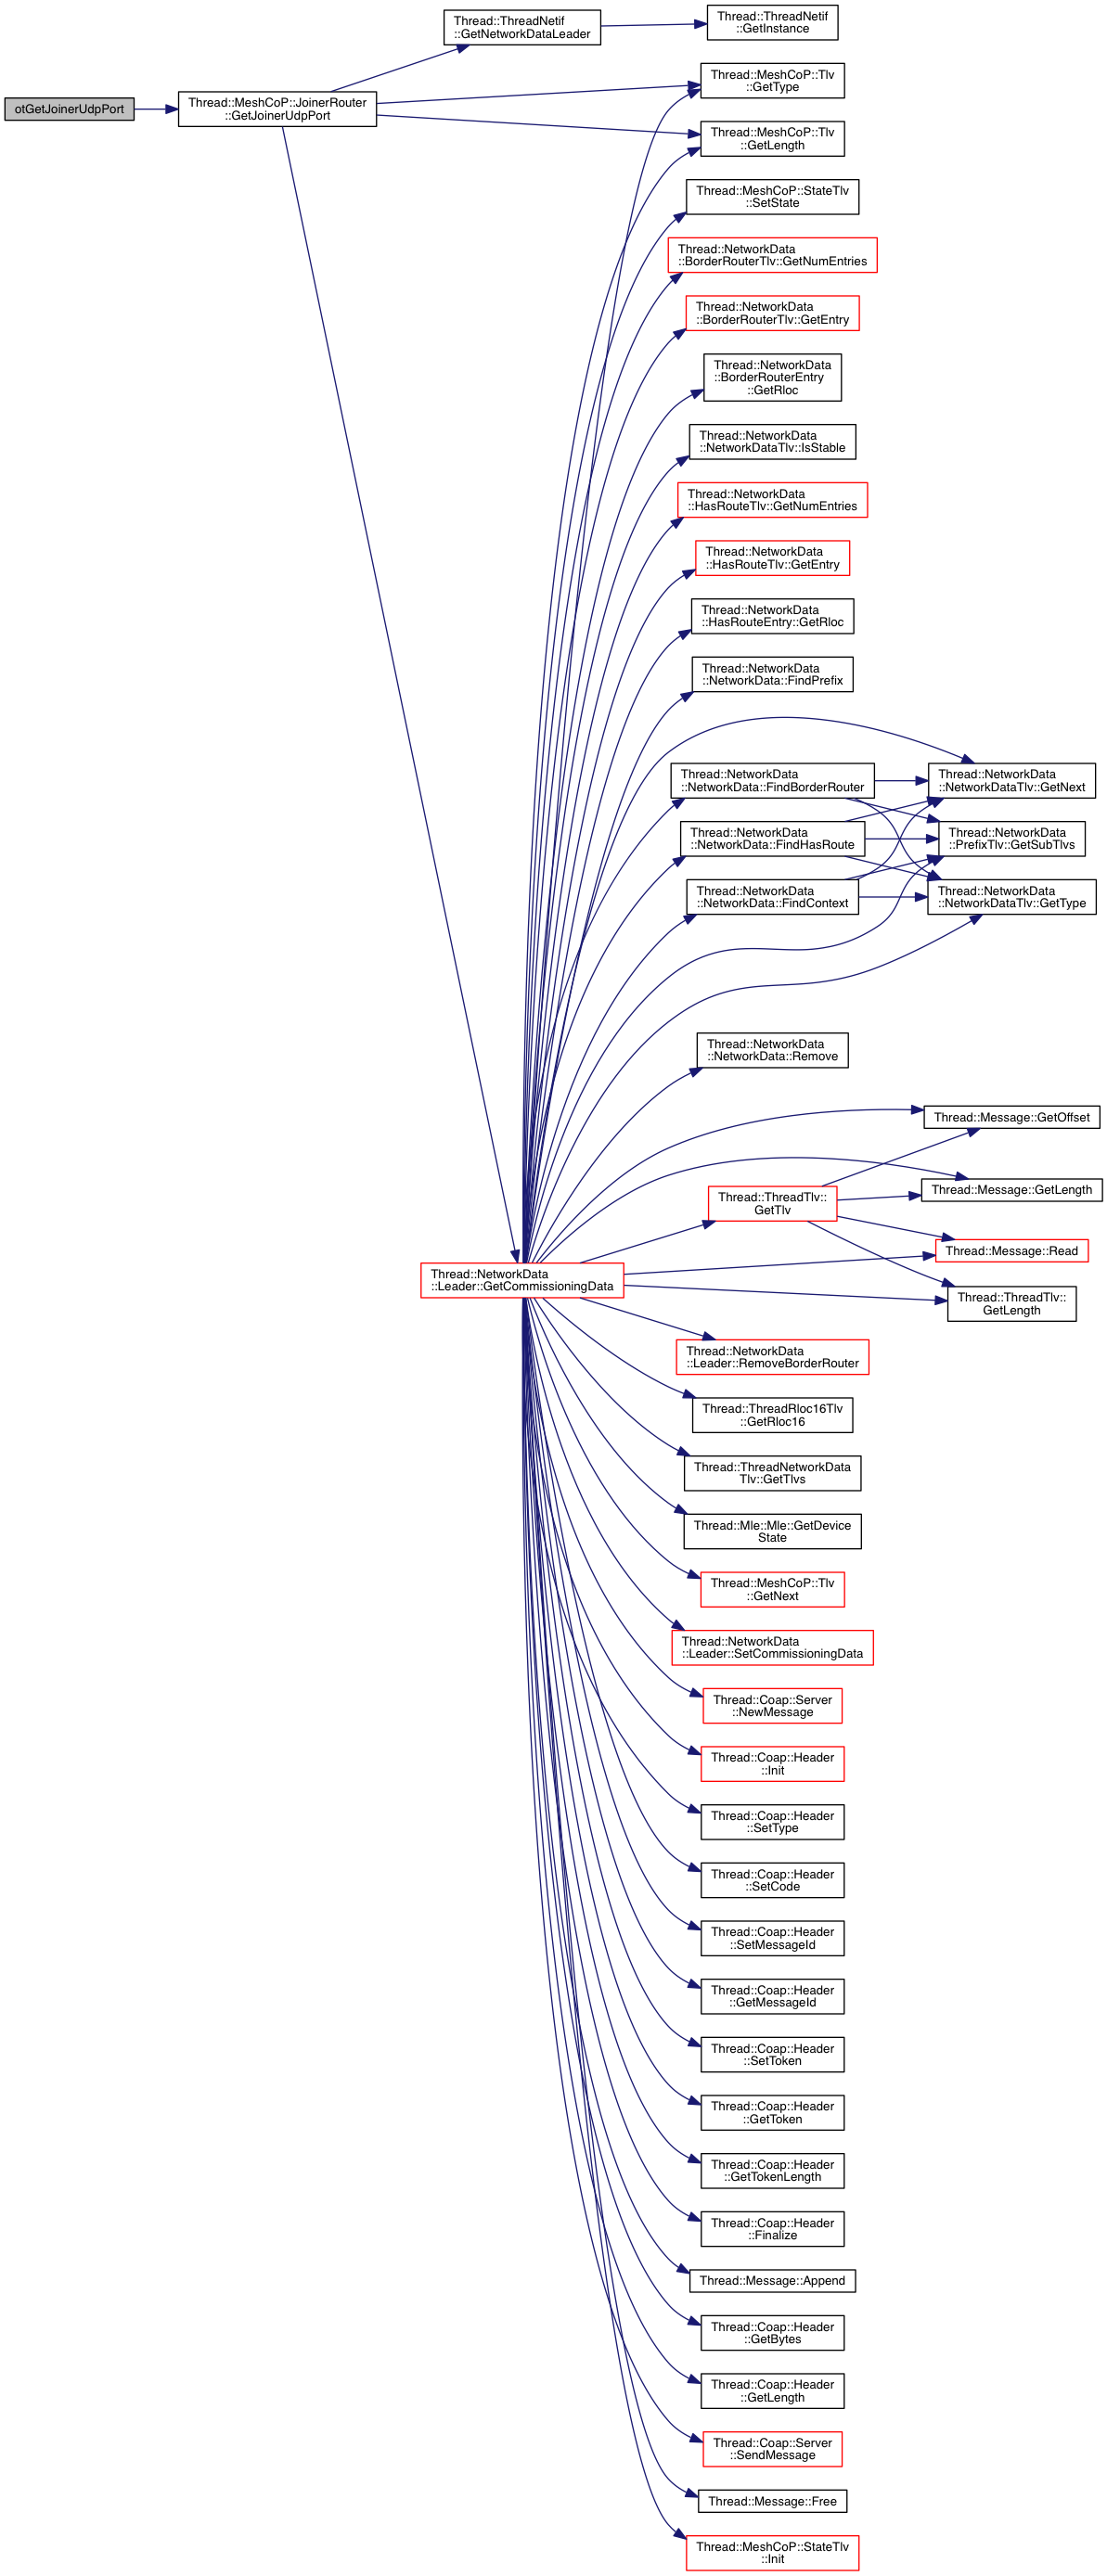 Thread::ThreadNetif
::GetNetworkDataLeader
Thread::ThreadNetif
::GetInstance
otGetJoinerUdpPort
Thread::MeshCoP::JoinerRouter
::GetJoinerUdpPort
Thread::MeshCoP::Tlv
::GetType
Thread::MeshCoP::Tlv
::GetLength
Thread::MeshCoP::StateTlv
::SetState
Thread::NetworkData
::BorderRouterTlv::GetNumEntries
Thread::NetworkData
::BorderRouterTlv::GetEntry
Thread::NetworkData
::BorderRouterEntry
::GetRloc
Thread::NetworkData
::NetworkDataTlv::IsStable
Thread::NetworkData
::HasRouteTlv::GetNumEntries
Thread::NetworkData
::HasRouteTlv::GetEntry
Thread::NetworkData
::HasRouteEntry::GetRloc
Thread::NetworkData
::NetworkData::FindPrefix
Thread::NetworkData
::NetworkData::FindBorderRouter
Thread::NetworkData
::NetworkDataTlv::GetNext
Thread::NetworkData
::NetworkData::FindHasRoute
Thread::NetworkData
::PrefixTlv::GetSubTlvs
Thread::NetworkData
::NetworkData::FindContext
Thread::NetworkData
::NetworkDataTlv::GetType
Thread::NetworkData
::NetworkData::Remove
Thread::Message::GetOffset
Thread::ThreadTlv::
GetTlv
Thread::Message::GetLength
Thread::Message::Read
Thread::NetworkData
::Leader::GetCommissioningData
Thread::ThreadTlv::
GetLength
Thread::NetworkData
::Leader::RemoveBorderRouter
Thread::ThreadRloc16Tlv
::GetRloc16
Thread::ThreadNetworkData
Tlv::GetTlvs
Thread::Mle::Mle::GetDevice
State
Thread::MeshCoP::Tlv
::GetNext
Thread::NetworkData
::Leader::SetCommissioningData
Thread::Coap::Server
::NewMessage
Thread::Coap::Header
::Init
Thread::Coap::Header
::SetType
Thread::Coap::Header
::SetCode
Thread::Coap::Header
::SetMessageId
Thread::Coap::Header
::GetMessageId
Thread::Coap::Header
::SetToken
Thread::Coap::Header
::GetToken
Thread::Coap::Header
::GetTokenLength
Thread::Coap::Header
::Finalize
Thread::Message::Append
Thread::Coap::Header
::GetBytes
Thread::Coap::Header
::GetLength
Thread::Coap::Server
::SendMessage
Thread::Message::Free
Thread::MeshCoP::StateTlv
::Init